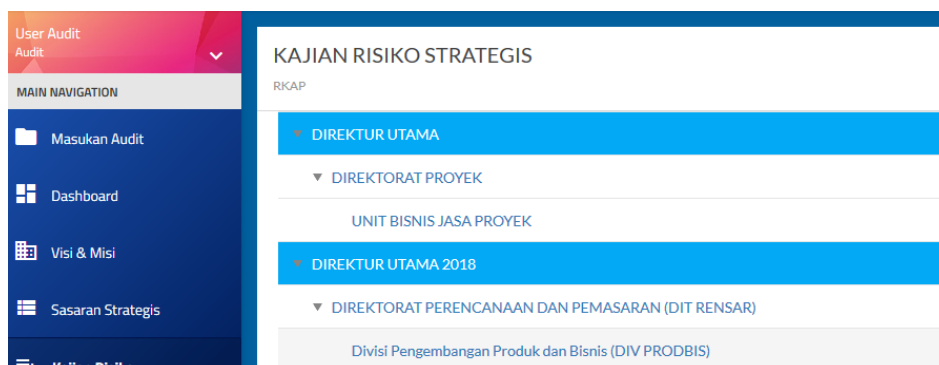 User Audit
Audit
MAIN NAVIGATION
Masukan Audit
Dashboard
Visi & Misi
Sasaran Strategis
KAJIAN RISIKO STRATEGIS
RKAP
DIREKTUR UTAMA
DIREKTORAT PROYEK
UNIT BISNIS JASA PROYEK
DIREKTUR UTAMA 2018
DIREKTORAT PERENCANAAN DAN PEMASARAN (DIT RENSAR)
Divisi Pengembangan Produk dan Bisnis (DIV PRODBIS)